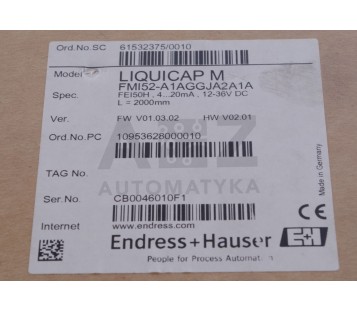 Ord.No.SC 61532375/0010
Model LIQUICAP M
FMI52-A1AGGJA2A1A
Spec. FEI50H, 4...20mA, 12-36V DC
L = 2000mm
Ver. FW V01.03.02 HW V02.01
Ord.No.PC 10953628000010
TAG No.
AUTOMATYKA
Ser.No. CB0046010F1
Internet www.endress.com
Made in Germany
CE
Endress+Hauser EH
People for Process Automation